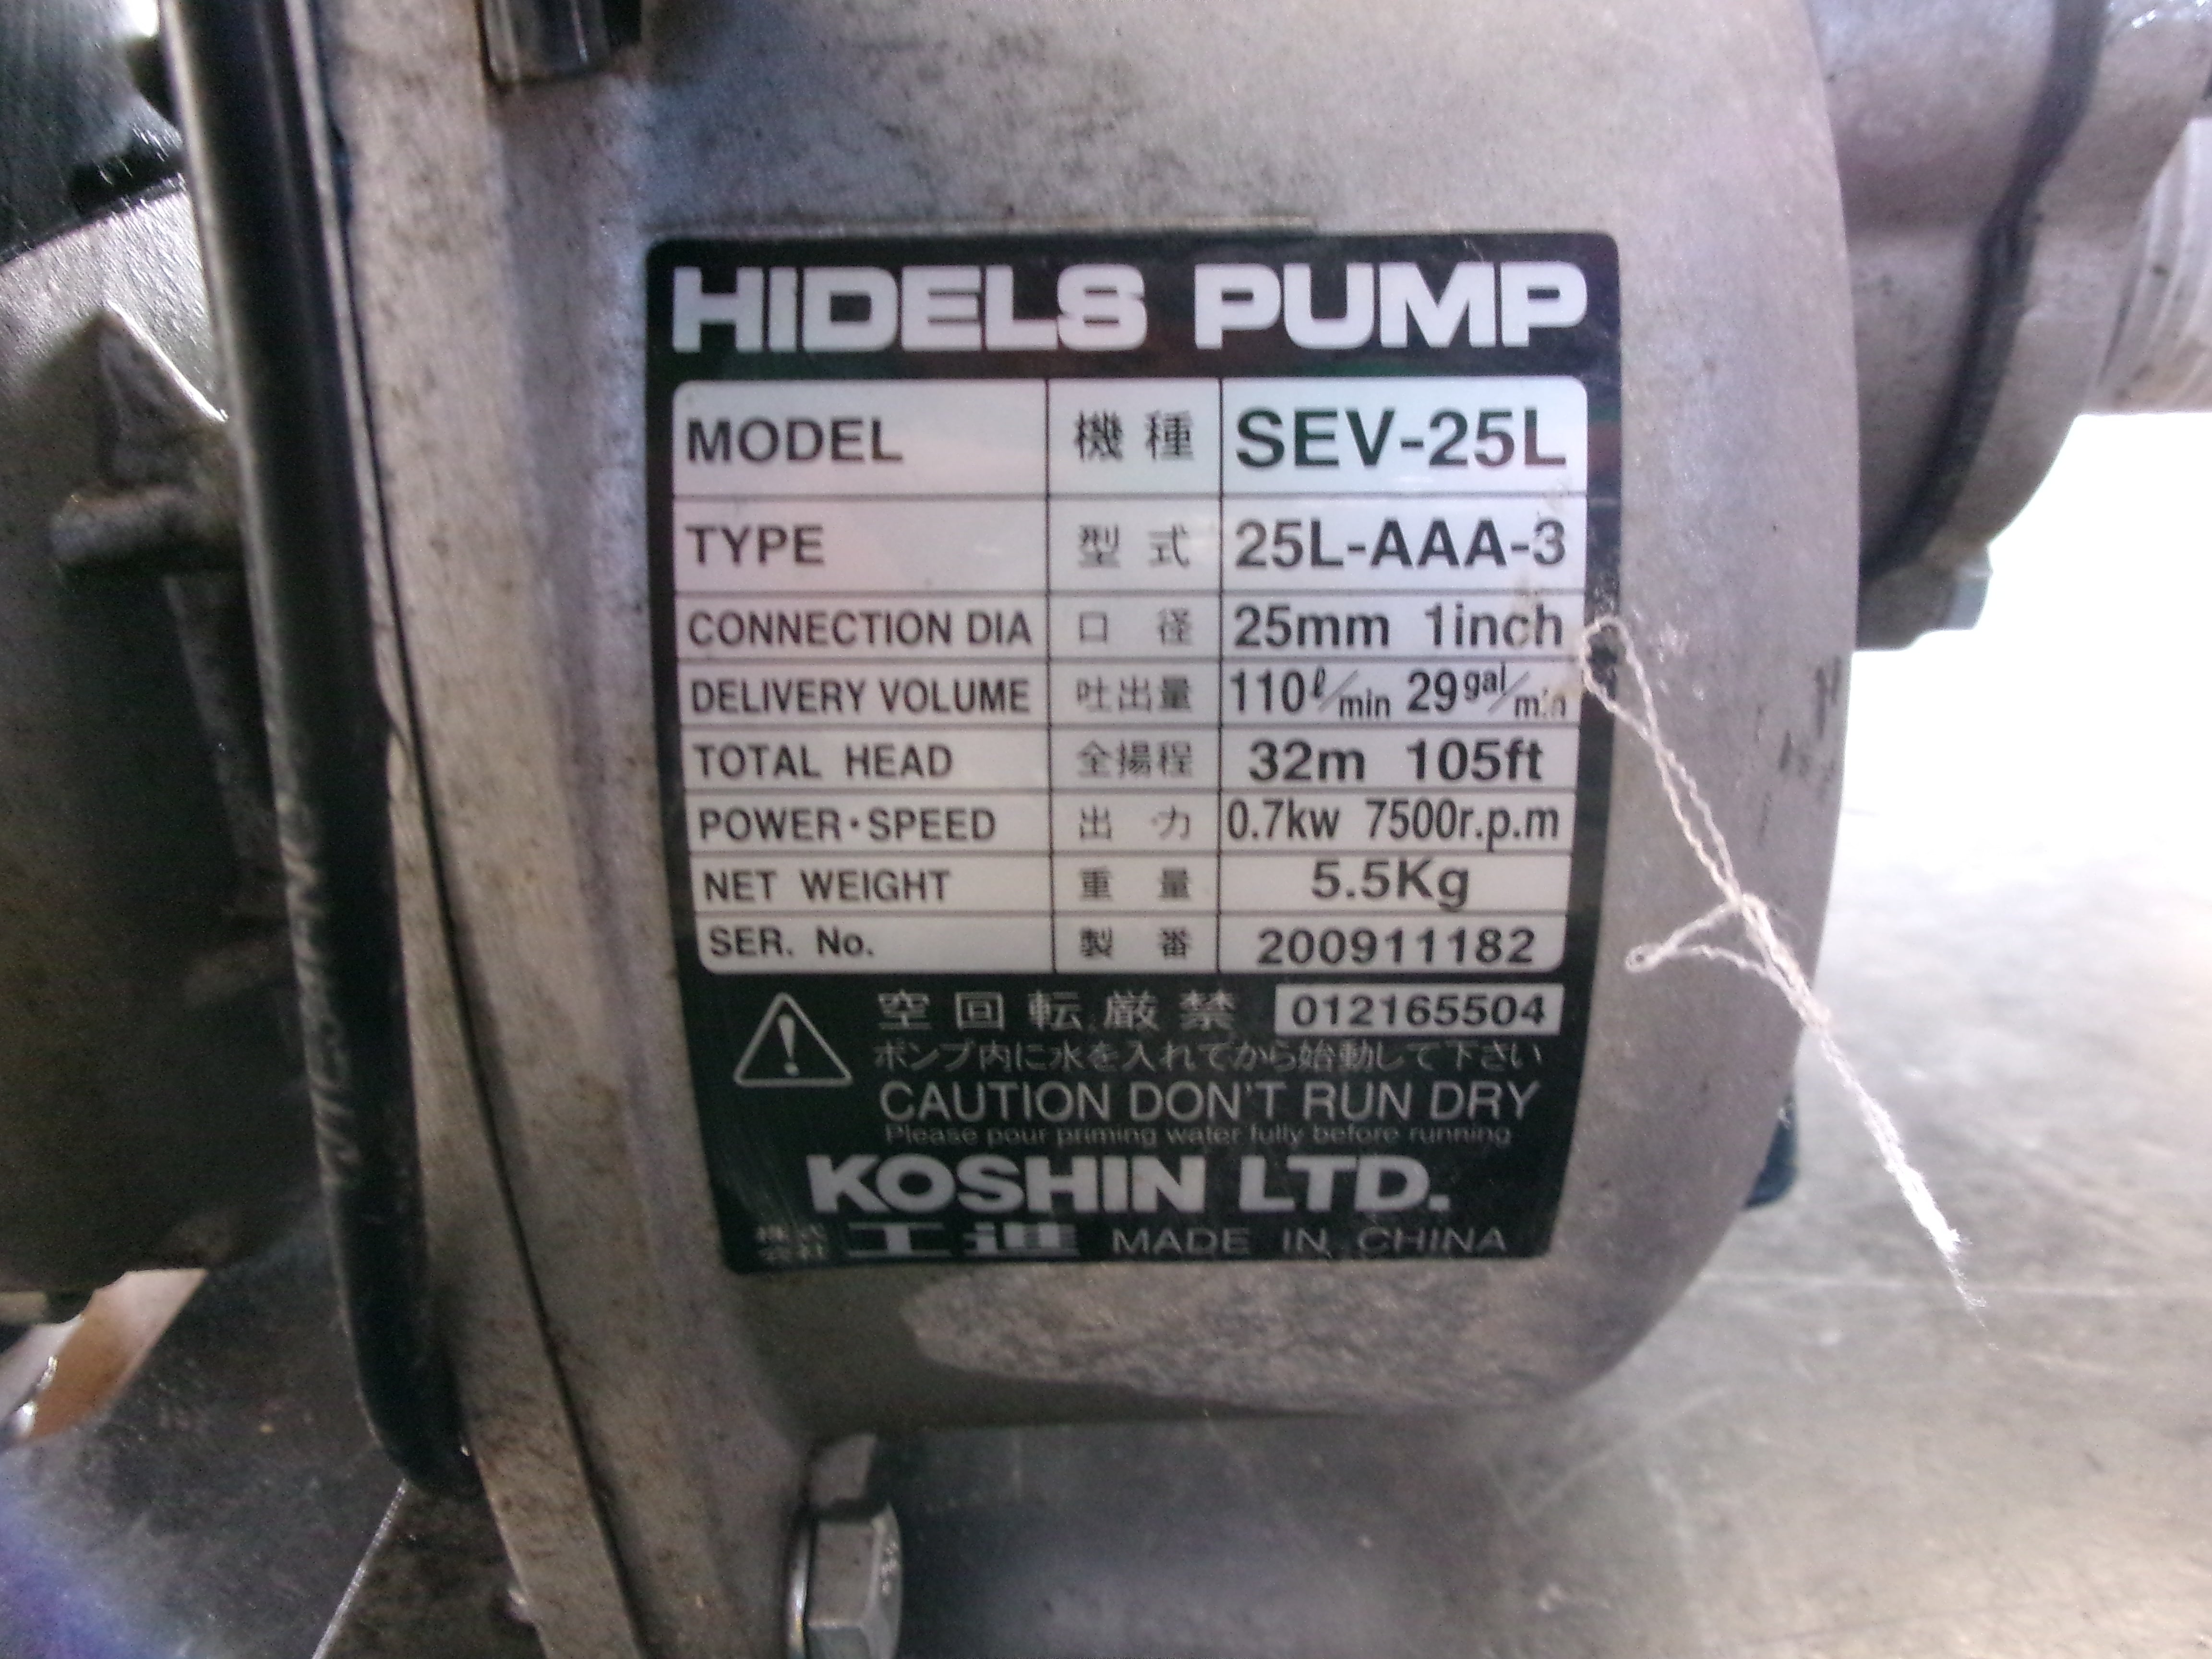 HIDELS PUMP
MODEL 機種 SEV-25L
TYPE 型式 25L-AAA-3
CONNECTION DIA 口径 25mm 1inch
DELIVERY VOLUME 吐出量 110ℓ/min 29gal/min
TOTAL HEAD 全揚程 32m 105ft
POWER・SPEED 出力 0.7kw 7500r.p.m
NET WEIGHT 重量 5.5Kg
SER. No. 製番 200911182
空回転厳禁 012165504
ポンプ内に水を入れてから始動して下さい
CAUTION DON'T RUN DRY
Please pour priming water fully before running
KOSHIN LTD.
株式会社 工進 MADE IN CHINA